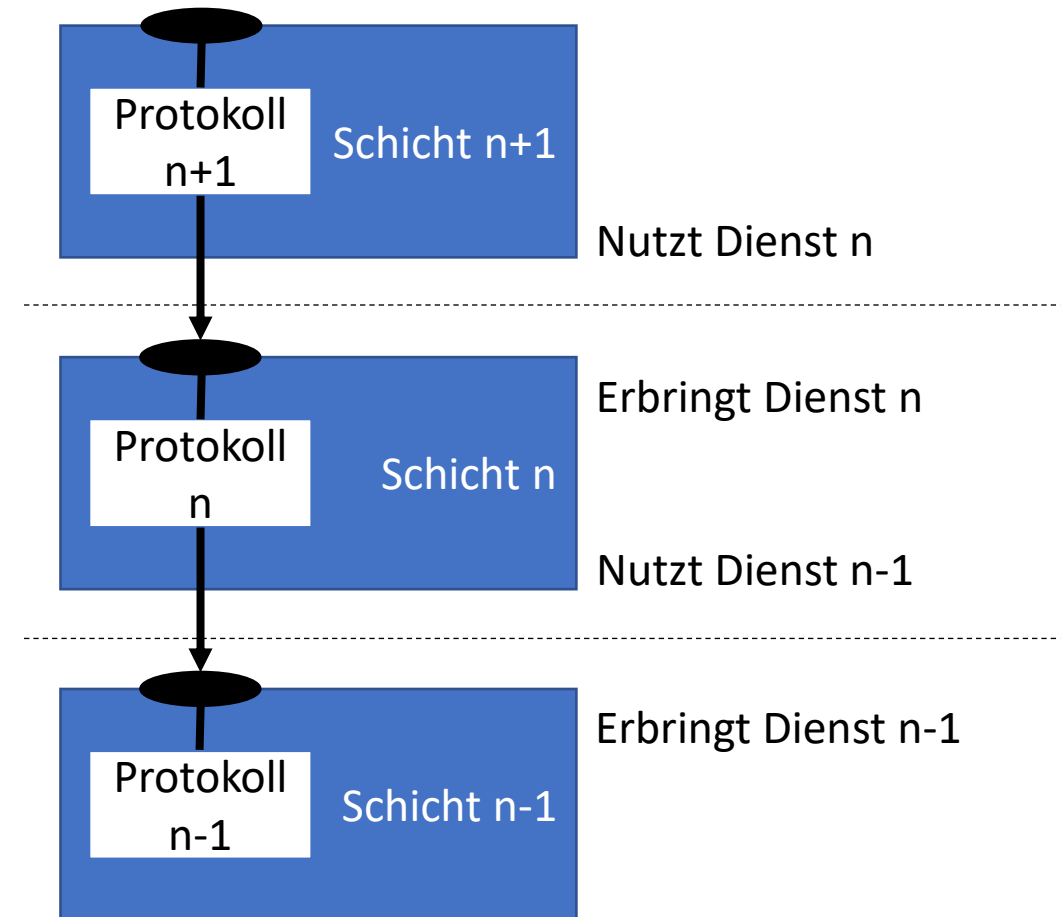 Protokoll
n+1
Schicht n+1
Nutzt Dienst n
Erbringt Dienst n
Protokoll
n
Schicht n
Nutzt Dienst n-1
Erbringt Dienst n-1
Protokoll
n-1
Schicht n-1